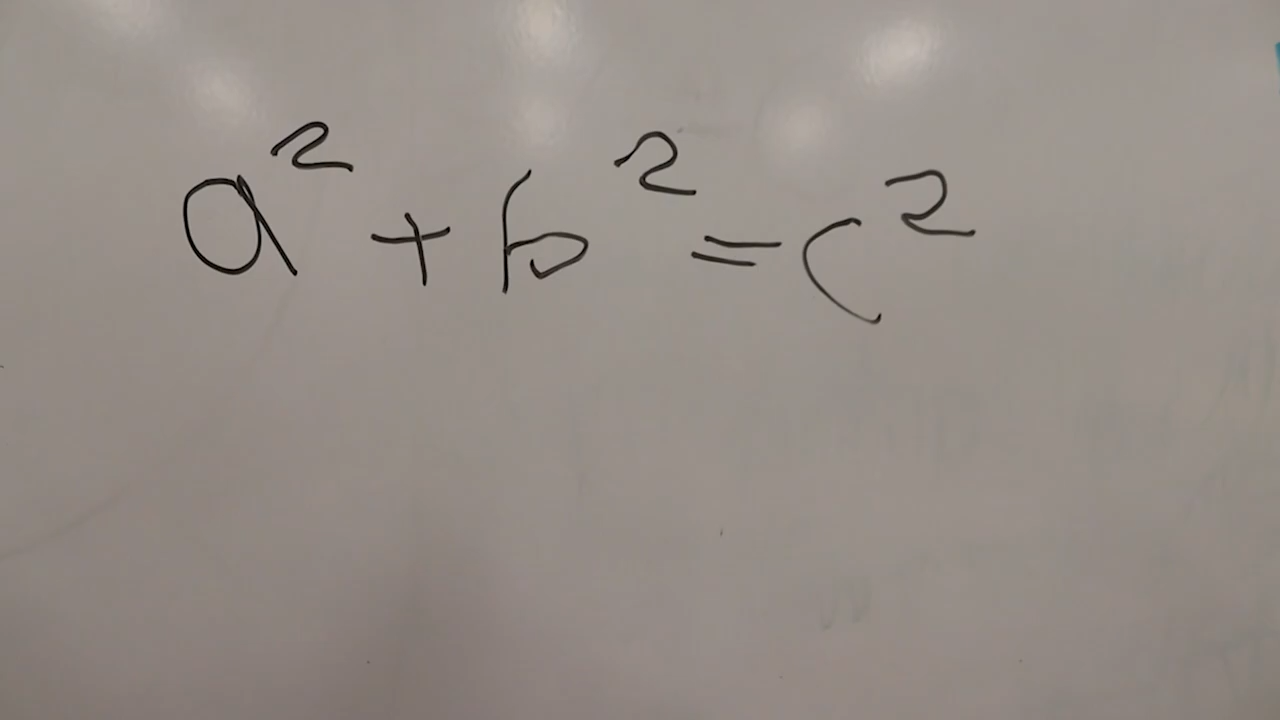 a² + b² = c²